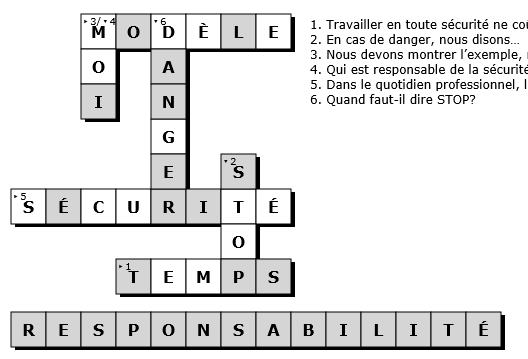 3/ 4 6
M O D È L E
O A
I N
G
E 2 S
5 S É C U R I T É
O
1 T E M P S
R E S P O N S A B I L I T É
1. Travailler en toute sécurité ne
2. En cas de danger, nous disons…
3. Nous devons montrer l’exemple,
4. Qui est responsable de la sécurité
5. Dans le quotidien professionnel,
6. Quand faut-il dire STOP?